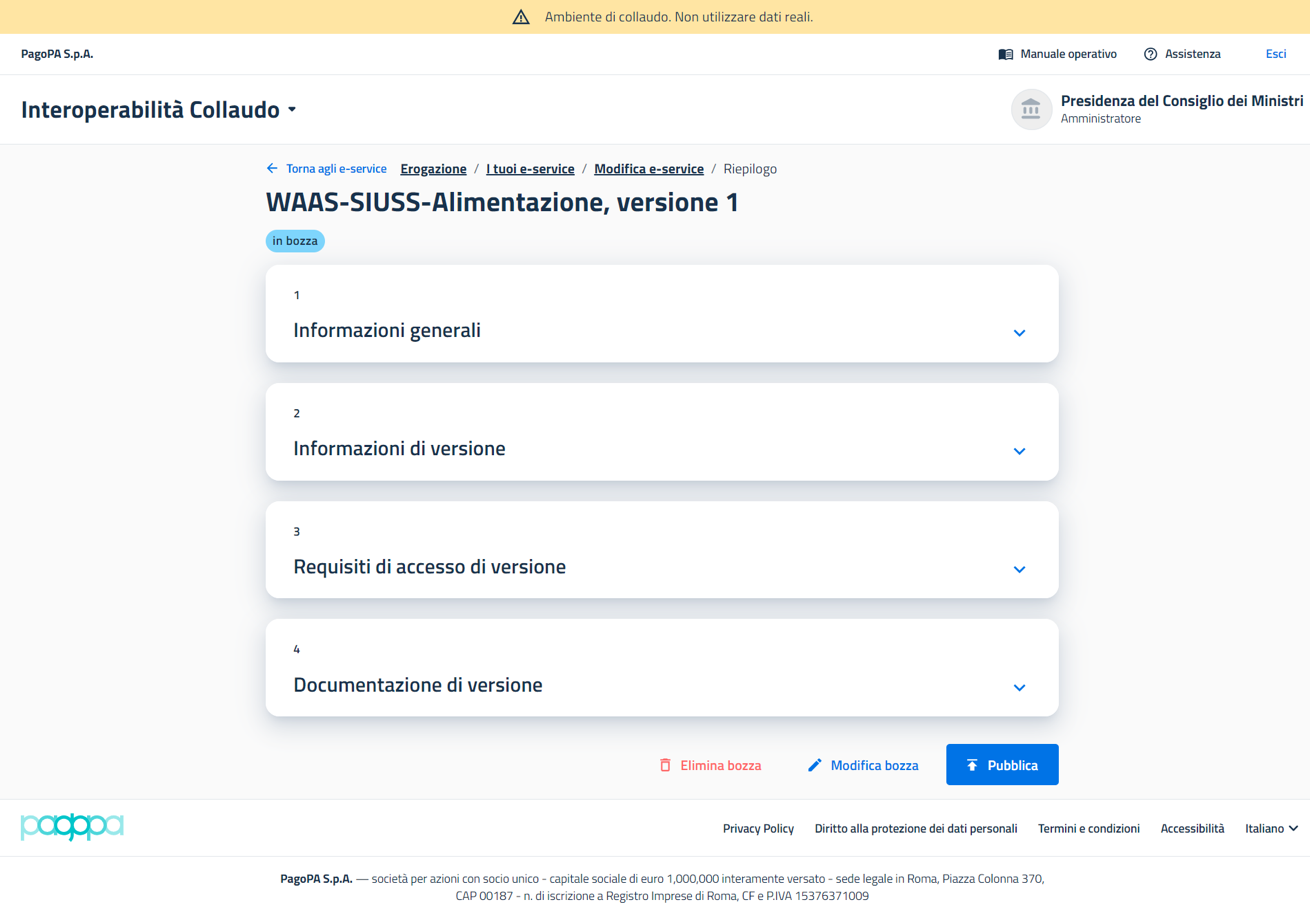 Ambiente di collaudo. Non utilizzare dati reali.
PagoPA S.p.A.
Manuale operativo
Assistenza
Esci
Interoperabilità Collaudo
Presidenza del Consiglio dei Ministri
Amministratore
Torna agli e-service
Erogazione / I tuoi e-service / Modifica e-service / Riepilogo
WAAS-SIUSS-Alimentazione, versione 1
in bozza
1
Informazioni generali
2
Informazioni di versione
3
Requisiti di accesso di versione
4
Documentazione di versione
Elimina bozza
Modifica bozza
Pubblica
pagopa
Privacy Policy
Diritto alla protezione dei dati personali
Termini e condizioni
Accessibilità
Italiano
PagoPA S.p.A. — società per azioni con socio unico - capitale sociale di euro 1,000,000 interamente versato - sede legale in Roma, Piazza Colonna 370,
CAP 00187 - n. di iscrizione a Registro Imprese di Roma, CF e P.IVA 15376371009